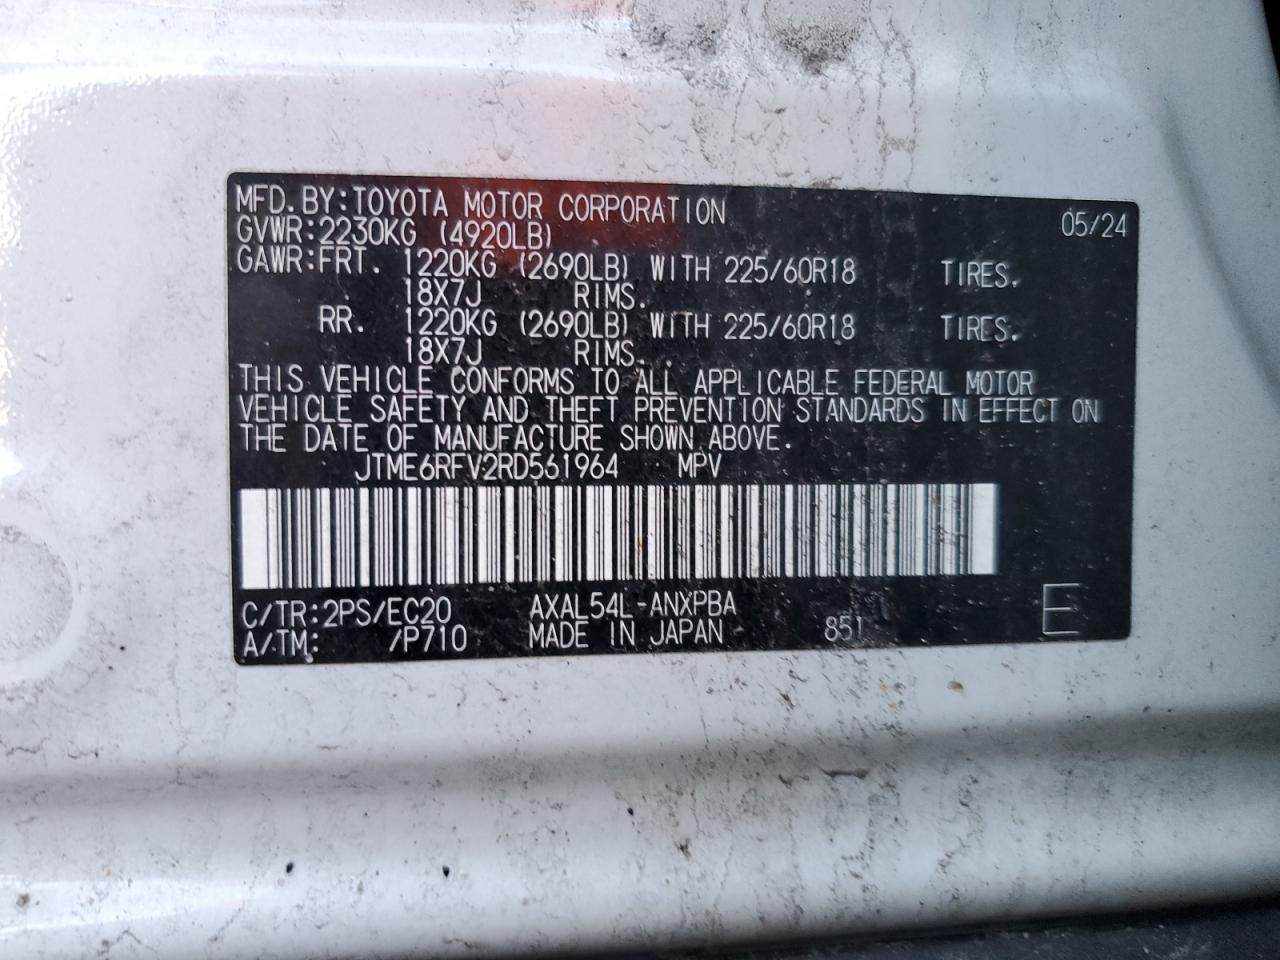 MFD. BY: TOYOTA MOTOR CORPORATION 05/24
GVWR: 2230KG (4920LB)
GAWR: FRT. 1220KG (2690LB) WITH 225/60R18 TIRES.
18X7J RIMS.
RR. 1220KG (2690LB) WITH 225/60R18 TIRES.
18X7J RIMS.
THIS VEHICLE CONFORMS TO ALL APPLICABLE FEDERAL MOTOR
VEHICLE SAFETY AND THEFT PREVENTION STANDARDS IN EFFECT ON
THE DATE OF MANUFACTURE SHOWN ABOVE.
JTME6RFV2RD561964 MPV
C/TR: 2PS/EC20 AXAL54L-ANXPBA
A/TM: /P710 MADE IN JAPAN 851 E